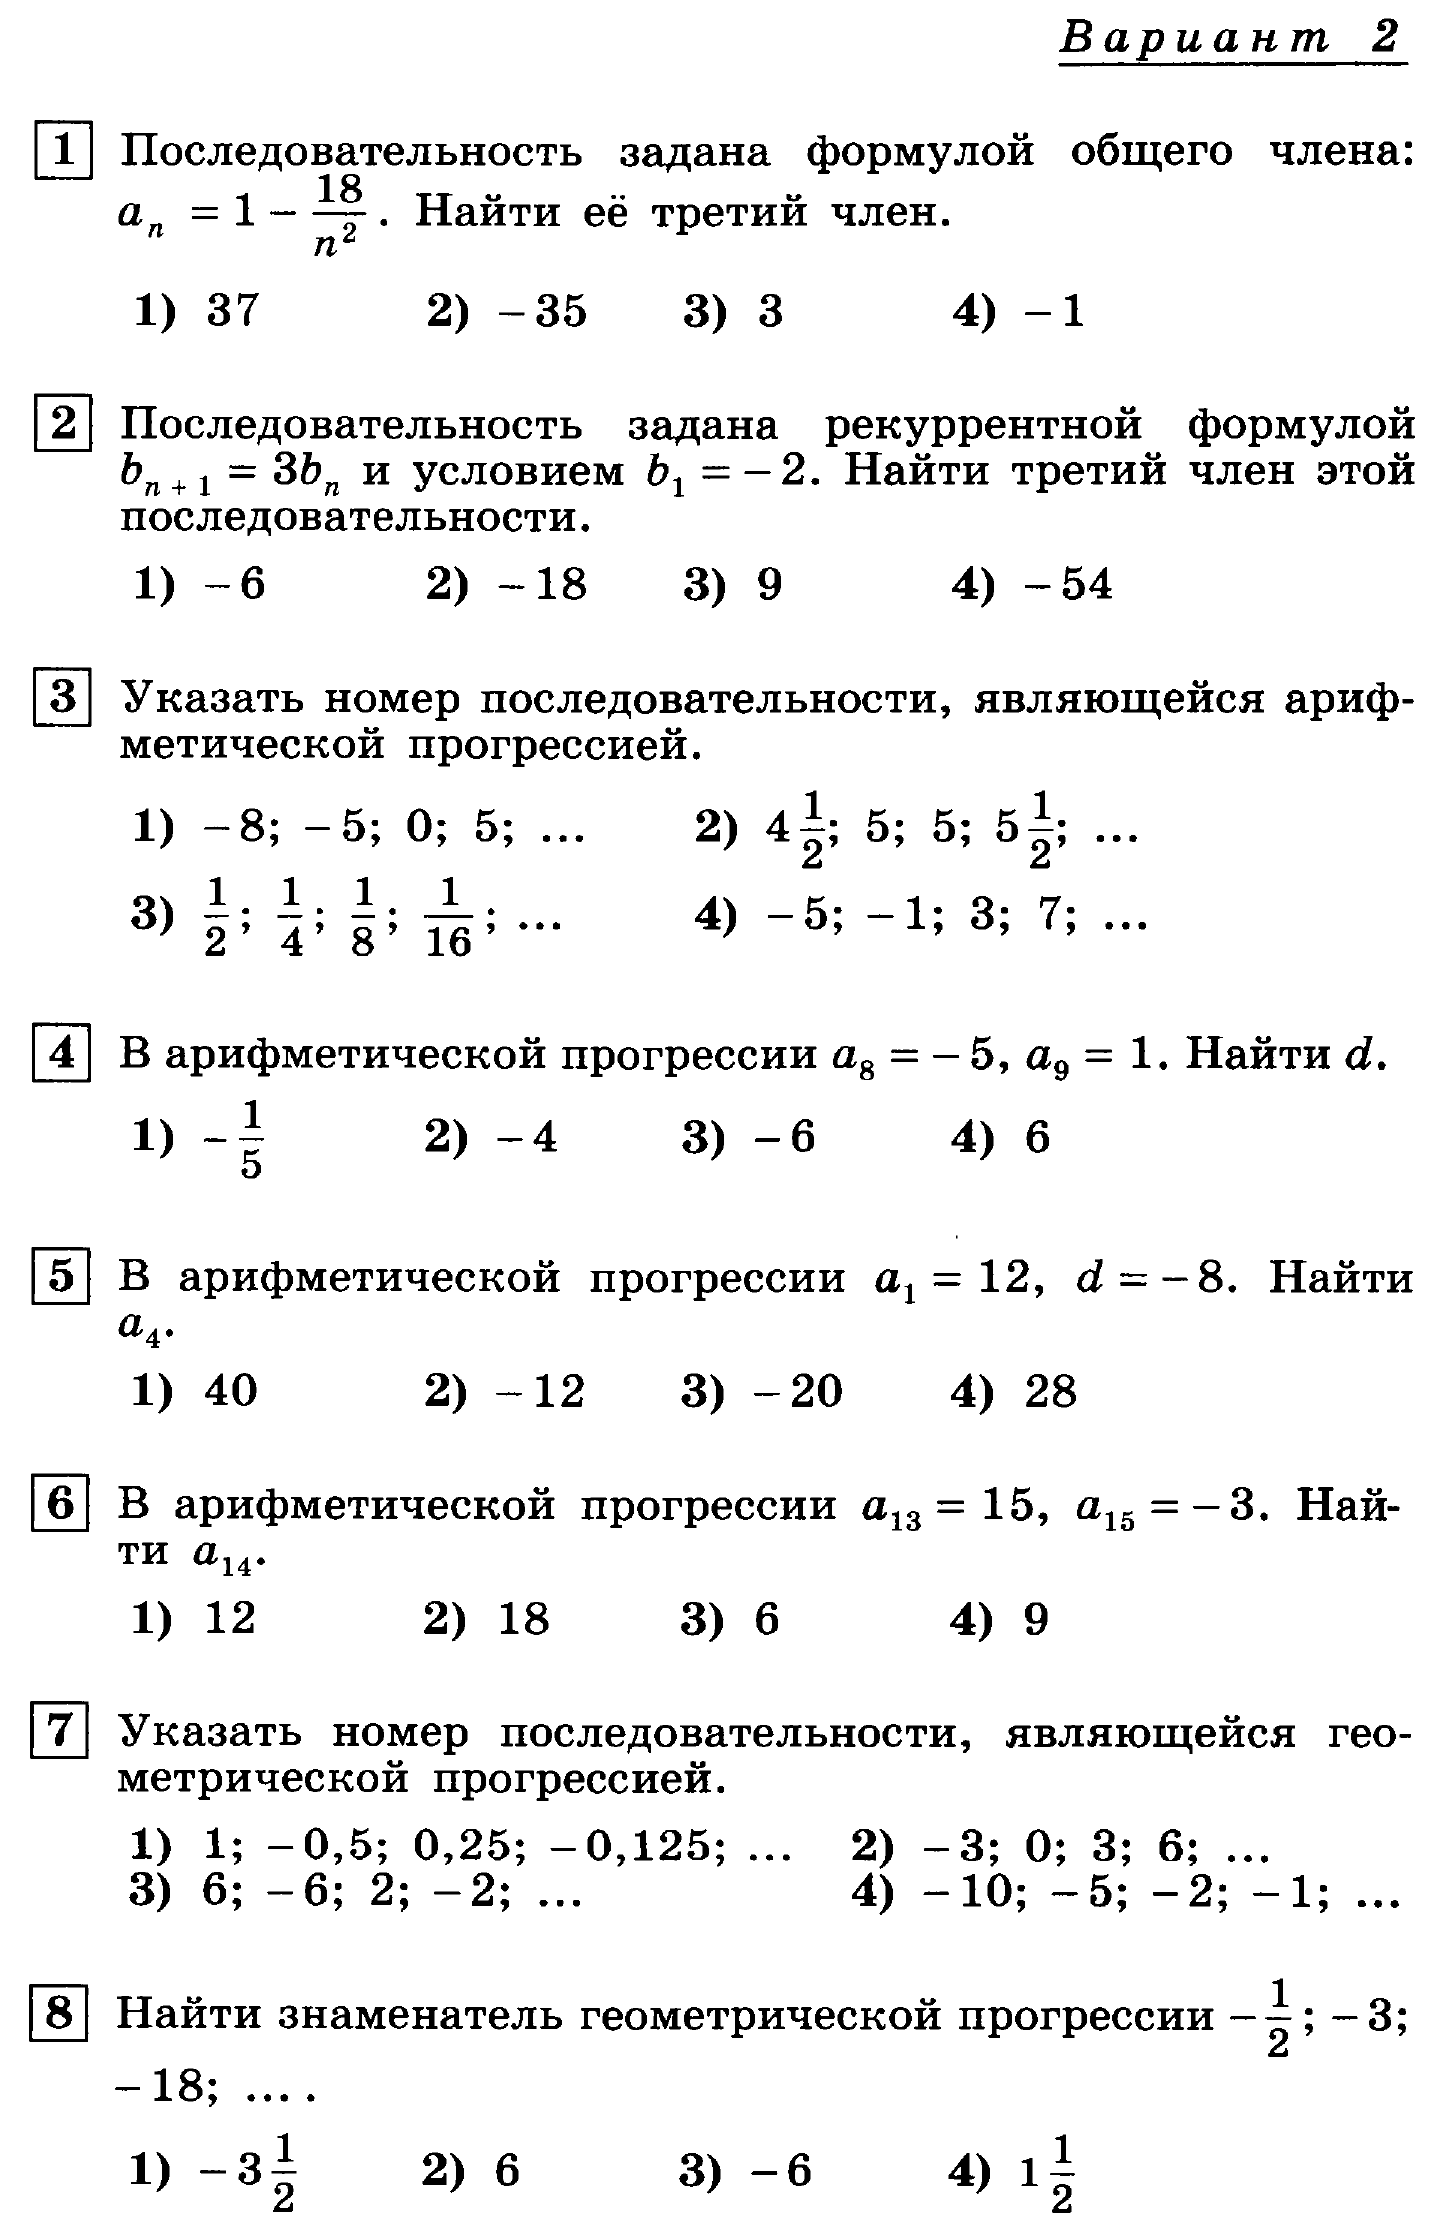 Вариант 2
1 Последовательность задана формулой общего члена:
aₙ = 1 − 18/n². Найти её третий член.
1) 37 2) −35 3) 3 4) −1
2 Последовательность задана рекуррентной формулой
bₙ₊₁ = 3bₙ и условием b₁ = −2. Найти третий член этой
последовательности.
1) −6 2) −18 3) 9 4) −54
3 Указать номер последовательности, являющейся ариф-
метической прогрессией.
1) −8; −5; 0; 5; ... 2) 4 1/2; 5; 5; 5 1/2; ...
3) 1/2; 1/4; 1/8; 1/16; ... 4) −5; −1; 3; 7; ...
4 В арифметической прогрессии a₈ = −5, a₉ = 1. Найти d.
1) −1/5 2) −4 3) −6 4) 6
5 В арифметической прогрессии a₁ = 12, d = −8. Найти
a₄.
1) 40 2) −12 3) −20 4) 28
6 В арифметической прогрессии a₁₃ = 15, a₁₅ = −3. Най-
ти a₁₄.
1) 12 2) 18 3) 6 4) 9
7 Указать номер последовательности, являющейся гео-
метрической прогрессией.
1) 1; −0,5; 0,25; −0,125; ... 2) −3; 0; 3; 6; ...
3) 6; −6; 2; −2; ... 4) −10; −5; −2; −1; ...
8 Найти знаменатель геометрической прогрессии −1/2; −3;
−18; ... .
1) −3 1/2 2) 6 3) −6 4) 1 1/2